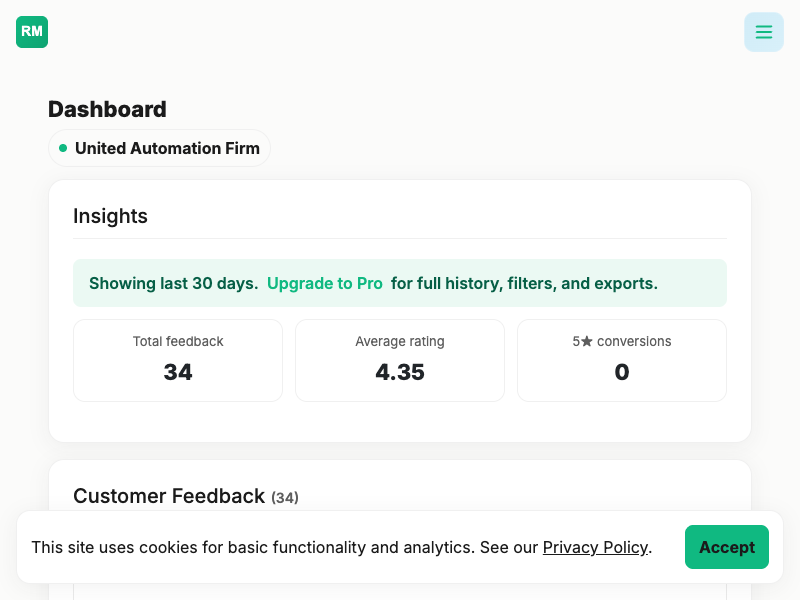 RM
Dashboard
United Automation Firm
Insights
Showing last 30 days. Upgrade to Pro for full history, filters, and exports.
Total feedback
34
Average rating
4.35
5★ conversions
0
Customer Feedback (34)
This site uses cookies for basic functionality and analytics. See our Privacy Policy.
Accept